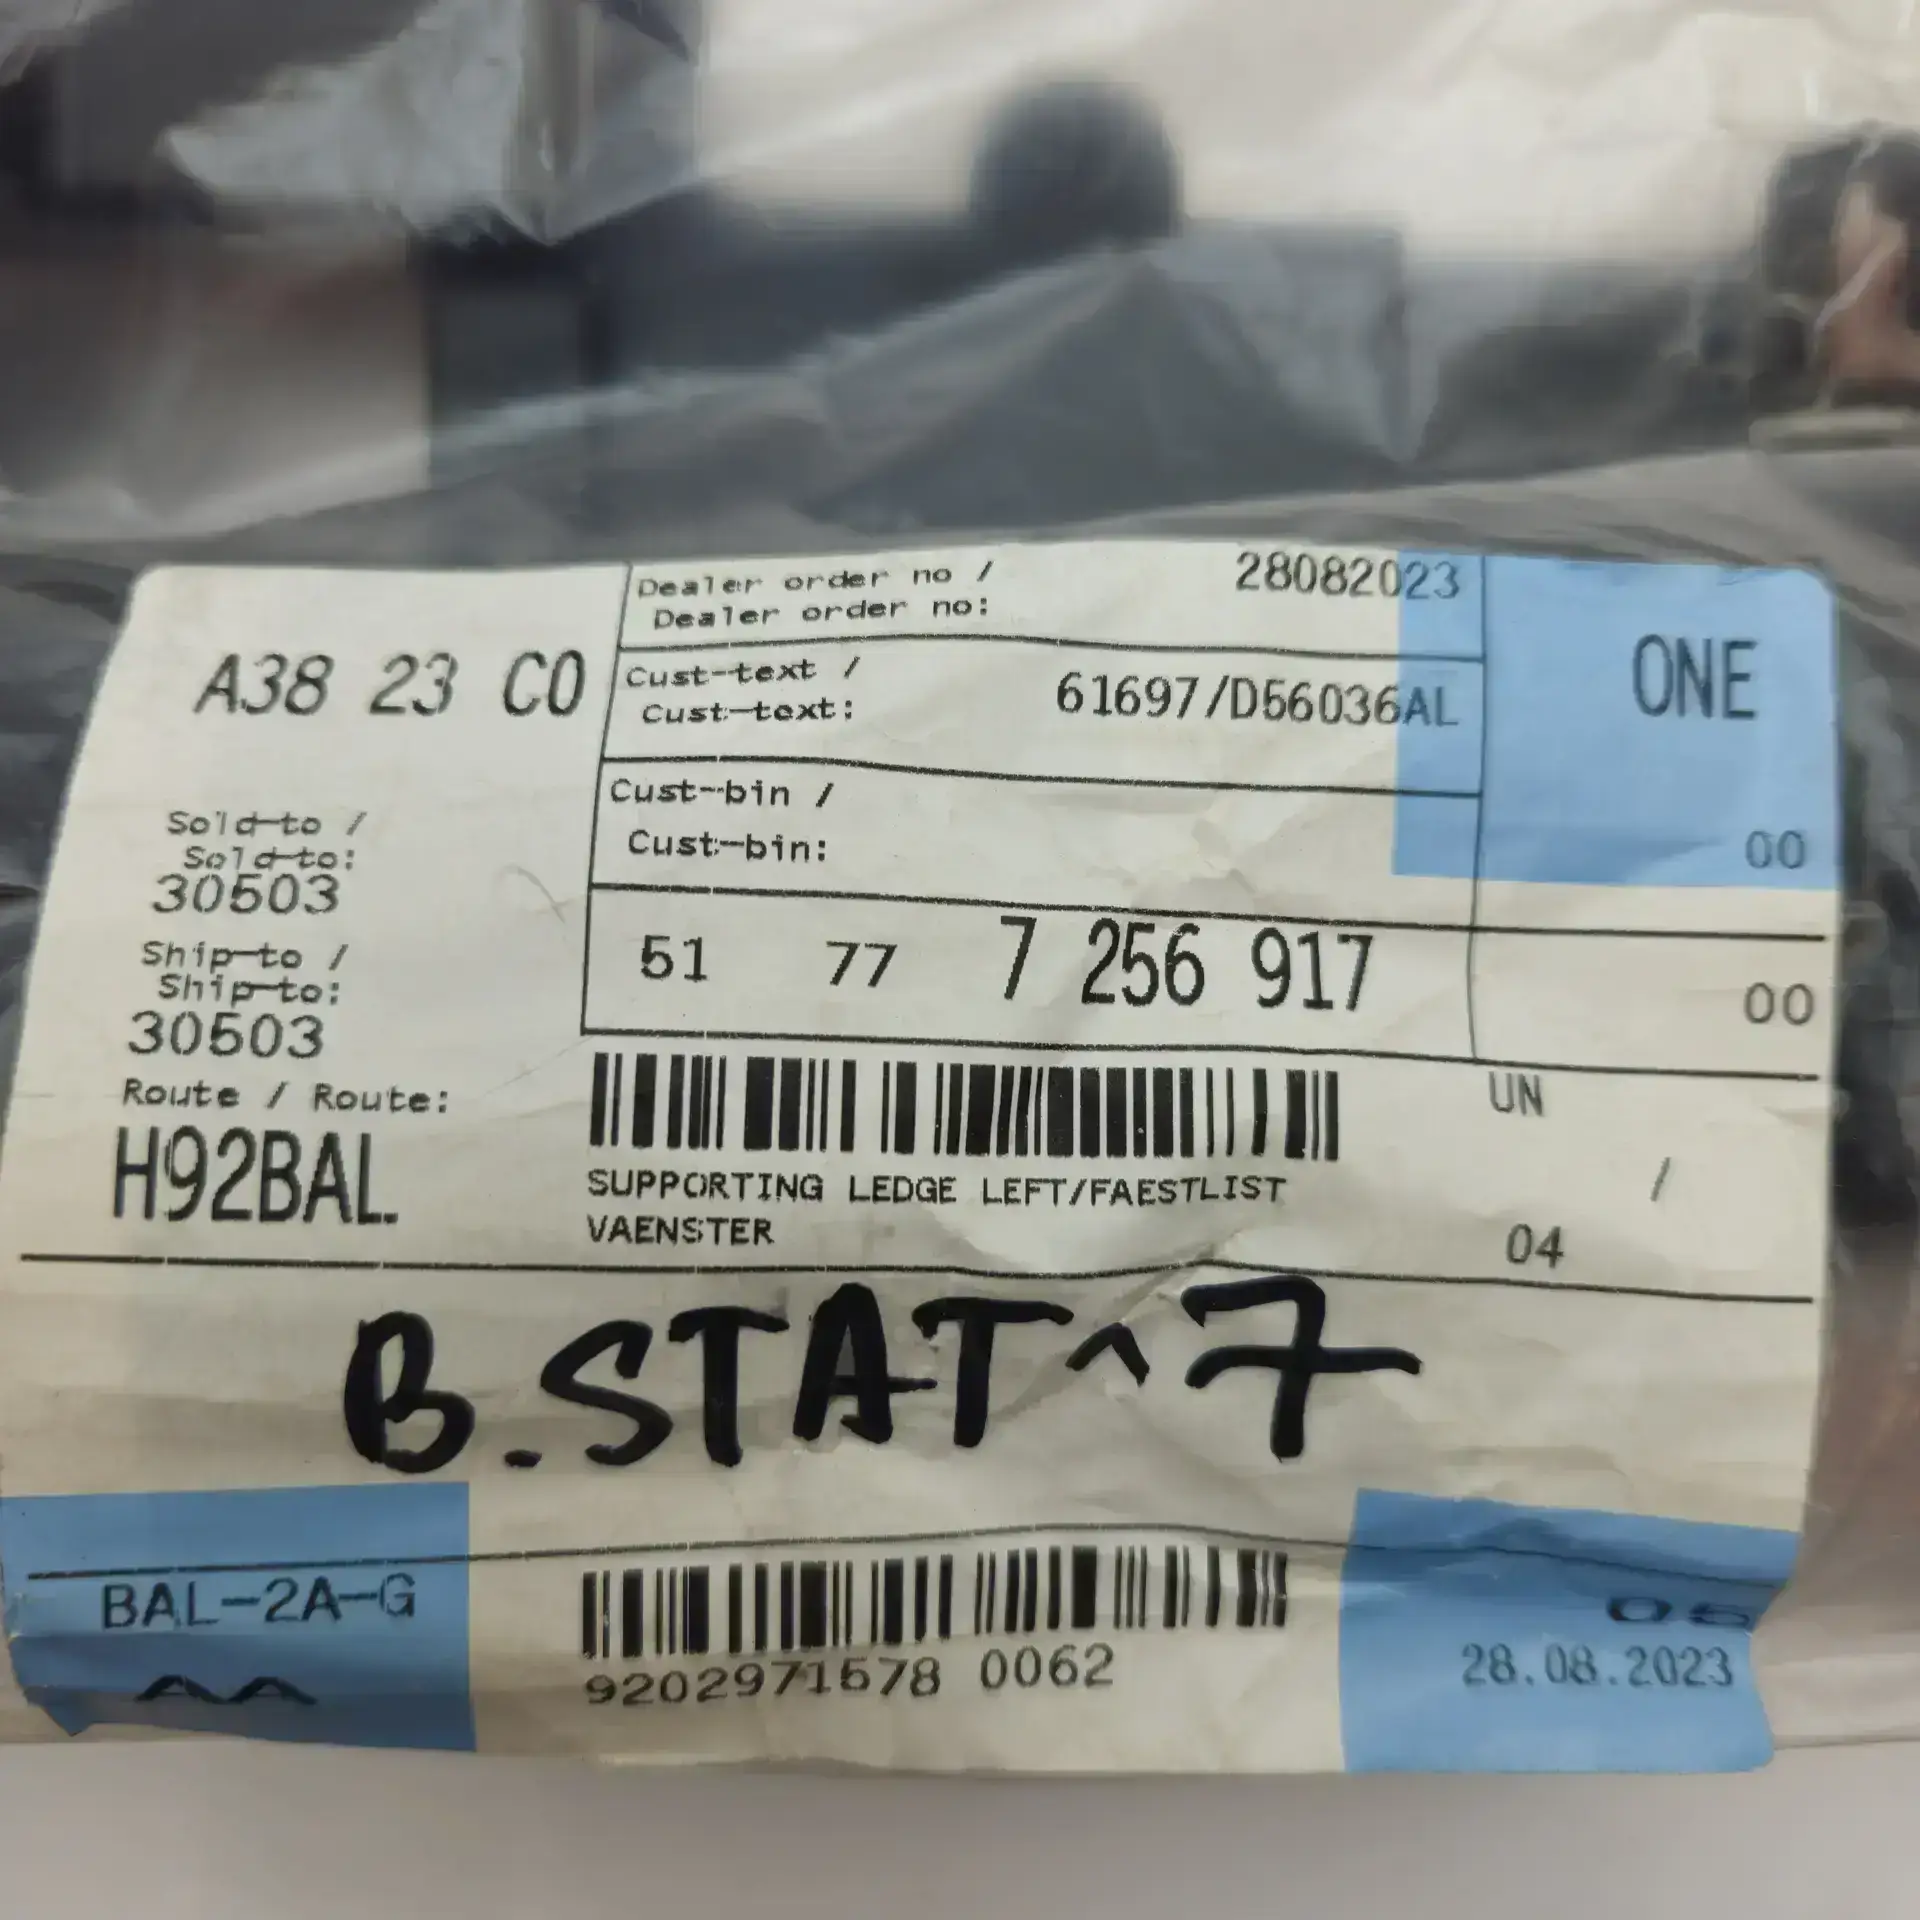 Dealer order no / 28082023
Dealer order no:
A38 23 C0
Cust-text / 61697/D56036AL
Cust-text:
ONE
Cust-bin /
Cust-bin:
00
Sold-to /
Sold-to:
30503
51 77 7 256 917
00
Ship-to /
Ship-to:
30503
Route / Route:
H92BAL
UN
/
SUPPORTING LEDGE LEFT/FAESTLIST
VAENSTER
04
B.STAT^7
BAL-2A-G
AA
9202971578 0062
28.08.2023